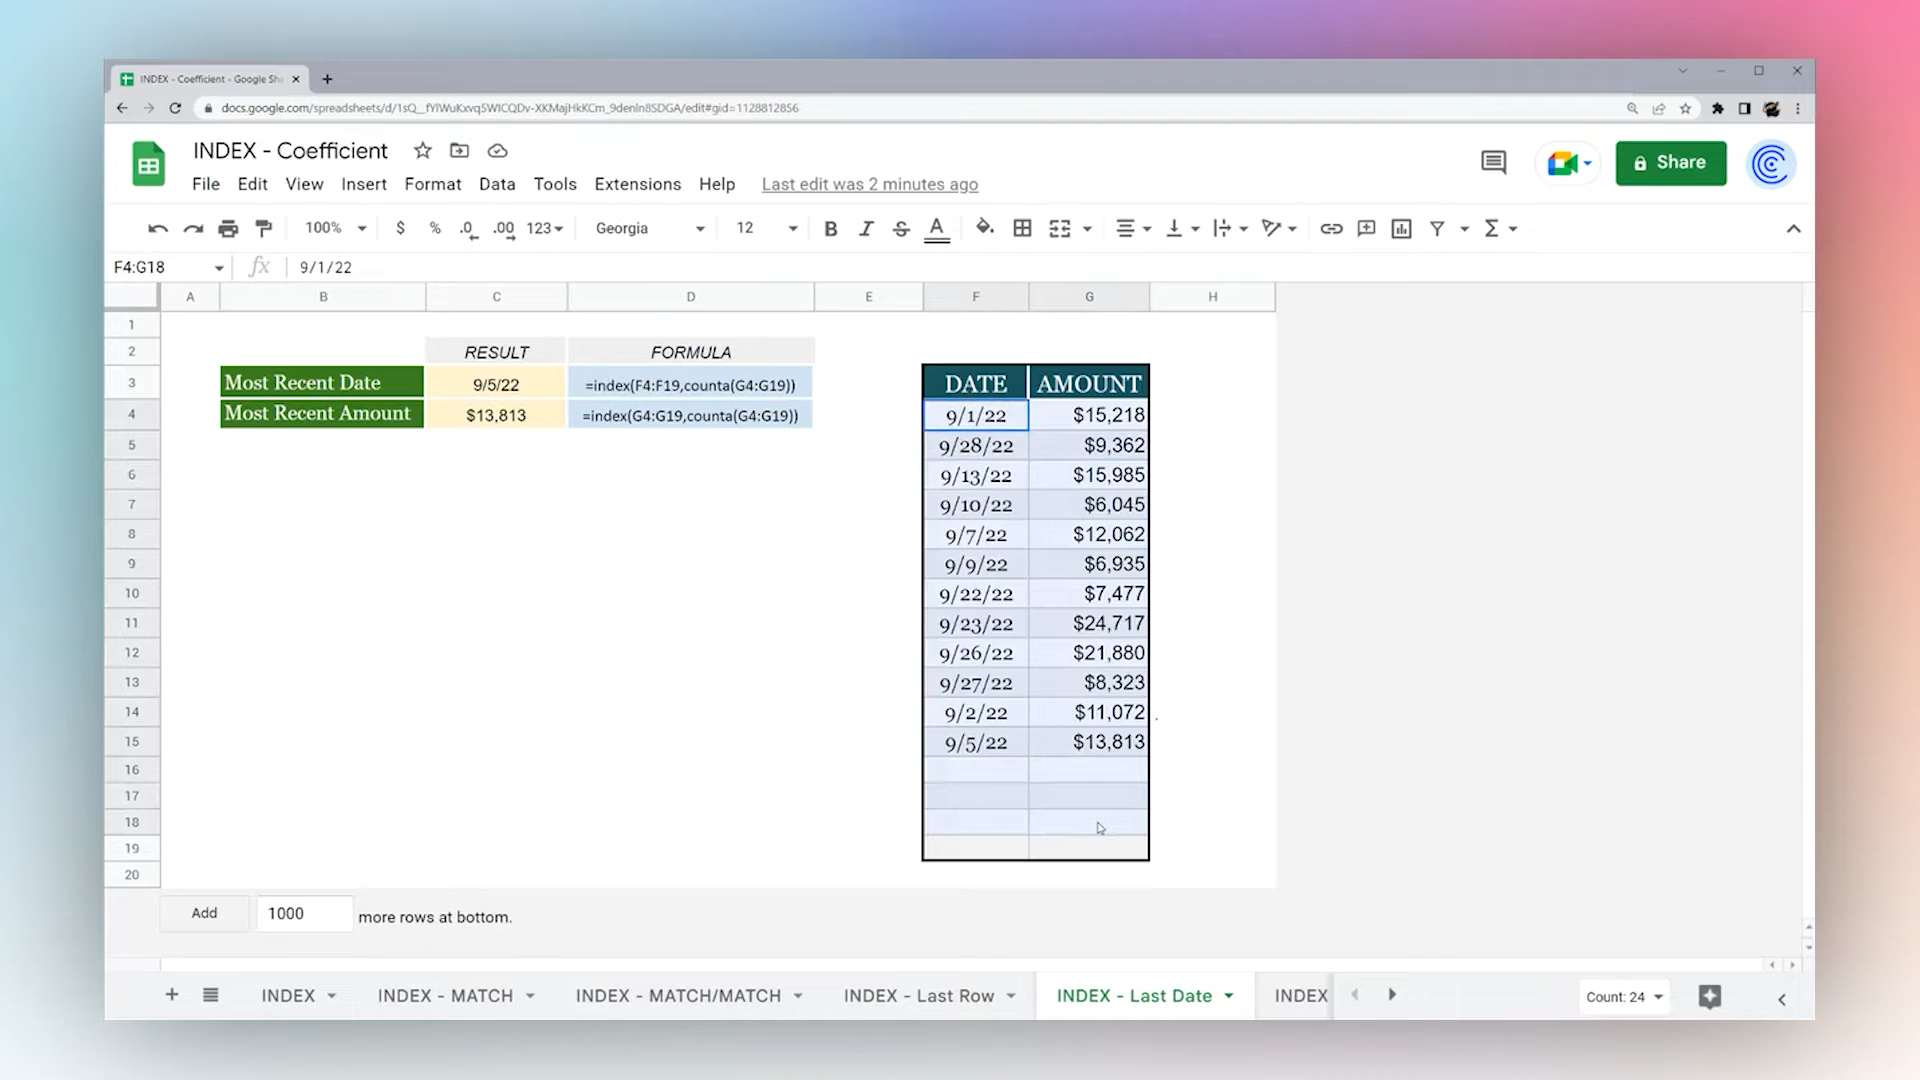 INDEX - Coefficient - Google She
docs.google.com/spreadsheets/d/1sQ__fYlWuKxvq5WICQDv-XKMajHkKCm_9denln8SDGA/edit#gid=1128812856
INDEX - Coefficient
File Edit View Insert Format Data Tools Extensions Help Last edit was 2 minutes ago
Share
100% $ % .0 .00 123 Georgia 12 B I S A
F4:G18 fx 9/1/22
A B C D E F G H
1
2 RESULT FORMULA
3 Most Recent Date 9/5/22 =index(F4:F19,counta(G4:G19)) DATE AMOUNT
4 Most Recent Amount $13,813 =index(G4:G19,counta(G4:G19)) 9/1/22 $15,218
5 9/28/22 $9,362
6 9/13/22 $15,985
7 9/10/22 $6,045
8 9/7/22 $12,062
9 9/9/22 $6,935
10 9/22/22 $7,477
11 9/23/22 $24,717
12 9/26/22 $21,880
13 9/27/22 $8,323
14 9/2/22 $11,072
15 9/5/22 $13,813
16
17
18
19
20
Add 1000 more rows at bottom.
INDEX INDEX - MATCH INDEX - MATCH/MATCH INDEX - Last Row INDEX - Last Date INDEX Count: 24